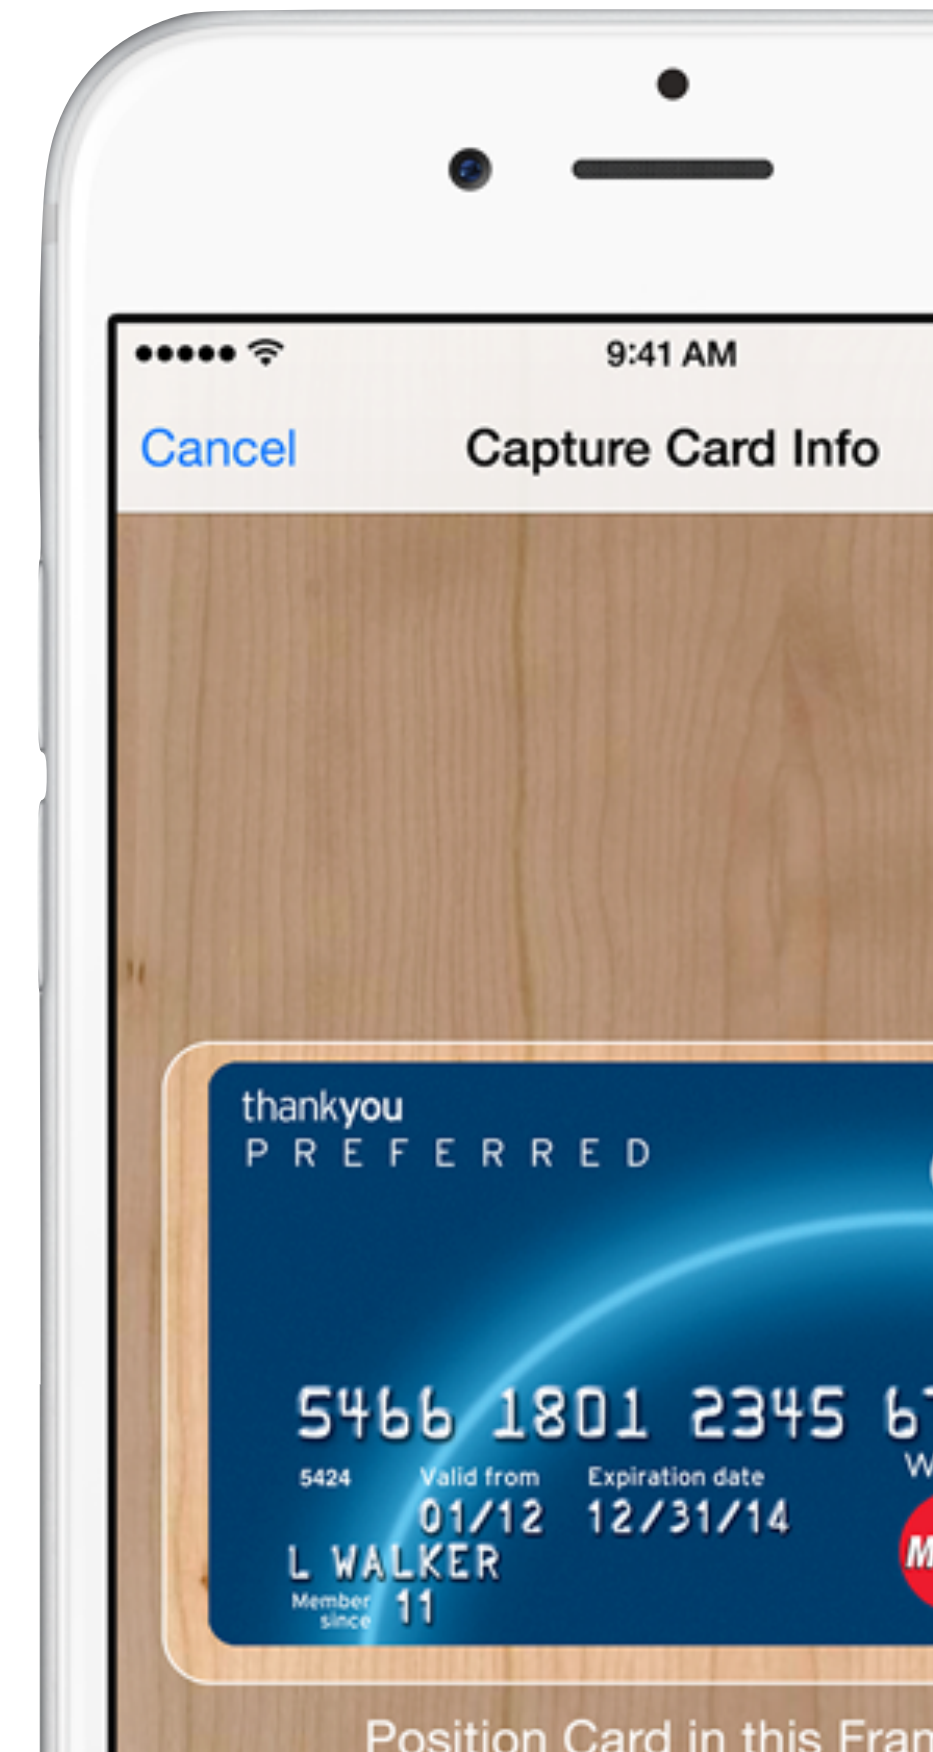 9:41 AM
Cancel Capture Card Info
thankyou
PREFERRED
5466 1801 2345 6
5424 Valid from Expiration date
01/12 12/31/14
L WALKER
Member since 11
Position Card in this